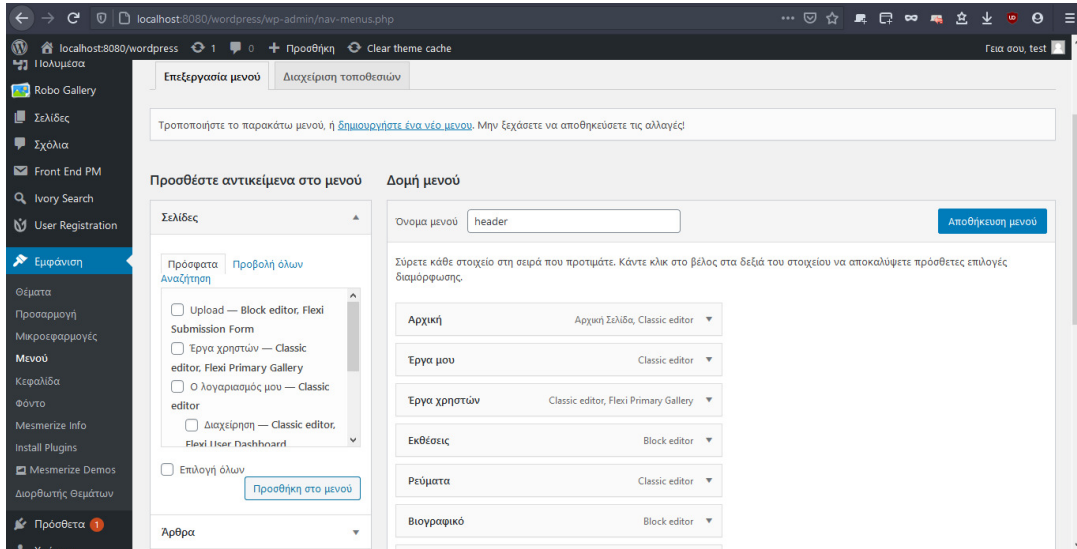 localhost:8080/wordpress/wp-admin/nav-menus.php
localhost:8080/wordpress 1 0 Προσθήκη Clear theme cache Γεια σου, test
Πολυμέσα
Robo Gallery
Σελίδες
Σχόλια
Front End PM
Ivory Search
User Registration
Εμφάνιση
Θέματα
Προσαρμογή
Μικροεφαρμογές
Μενού
Κεφαλίδα
Φόντο
Mesmerize Info
Install Plugins
Mesmerize Demos
Διορθωτής Θεμάτων
Πρόσθετα 1
Επεξεργασία μενού Διαχείριση τοποθεσιών
Τροποποιήστε το παρακάτω μενού, ή δημιουργήστε ένα νέο μενου. Μην ξεχάσετε να αποθηκεύσετε τις αλλαγές!
Προσθέστε αντικείμενα στο μενού
Σελίδες
Πρόσφατα Προβολή όλων
Αναζήτηση
Upload — Block editor, Flexi
Submission Form
Έργα χρηστών — Classic
editor, Flexi Primary Gallery
Ο λογαριασμός μου — Classic
editor
Διαχείρηση — Classic editor,
Flexi User Dashboard
Επιλογή όλων
Προσθήκη στο μενού
Άρθρα
Δομή μενού
Όνομα μενού header Αποθήκευση μενού
Σύρετε κάθε στοιχείο στη σειρά που προτιμάτε. Κάντε κλικ στο βέλος στα δεξιά του στοιχείου να αποκαλύψετε πρόσθετες επιλογές
διαμόρφωσης.
Αρχική Αρχική Σελίδα, Classic editor
Έργα μου Classic editor
Έργα χρηστών Classic editor, Flexi Primary Gallery
Εκθέσεις Block editor
Ρεύματα Classic editor
Βιογραφικό Block editor